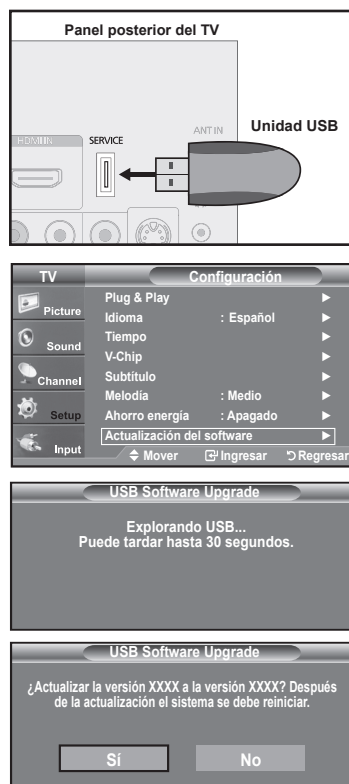 Panel posterior del TV
HDMI IN
SERVICE
ANT IN
Unidad USB
TV Configuración
Picture
Sound
Channel
Setup
Input
Plug & Play ►
Idioma : Español ►
Tiempo ►
V-Chip ►
Subtítulo ►
Melodía : Medio ►
Ahorro energía : Apagado ►
Actualización del software ►
Mover Ingresar Regresar
USB Software Upgrade
Explorando USB...
Puede tardar hasta 30 segundos.
USB Software Upgrade
¿Actualizar la versión XXXX a la versión XXXX? Después
de la actualización el sistema se debe reiniciar.
Sí No